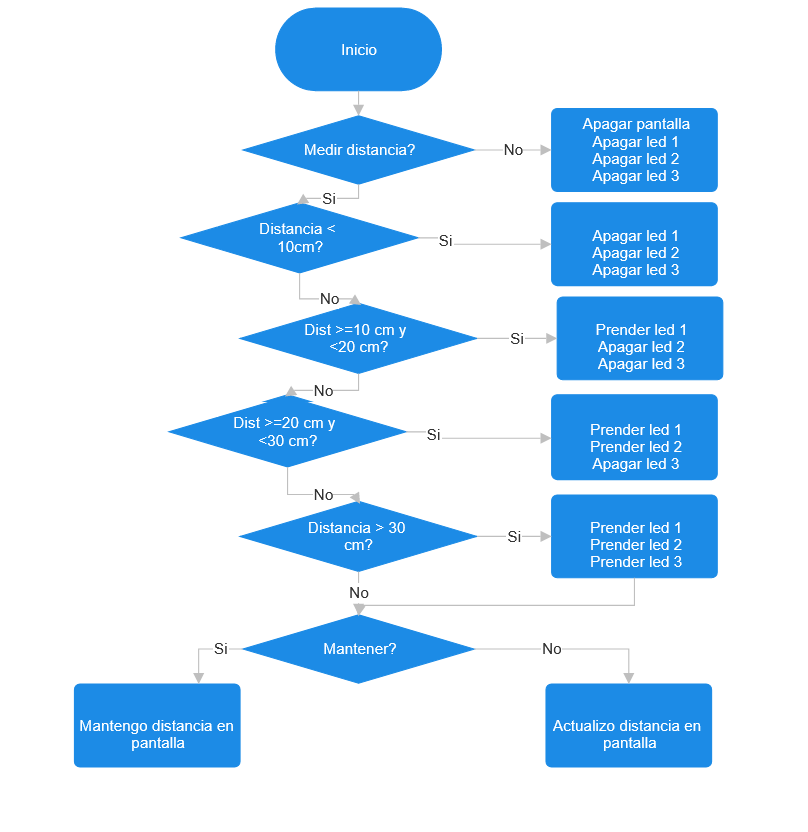 Inicio
Medir distancia?
No
Apagar pantalla
Apagar led 1
Apagar led 2
Apagar led 3
Si
Distancia <
10cm?
Si
Apagar led 1
Apagar led 2
Apagar led 3
No
Dist >=10 cm y
<20 cm?
Si
Prender led 1
Apagar led 2
Apagar led 3
No
Dist >=20 cm y
<30 cm?
Si
Prender led 1
Prender led 2
Apagar led 3
No
Distancia > 30
cm?
Si
Prender led 1
Prender led 2
Prender led 3
No
Mantener?
Si
No
Mantengo distancia en
pantalla
Actualizo distancia en
pantalla